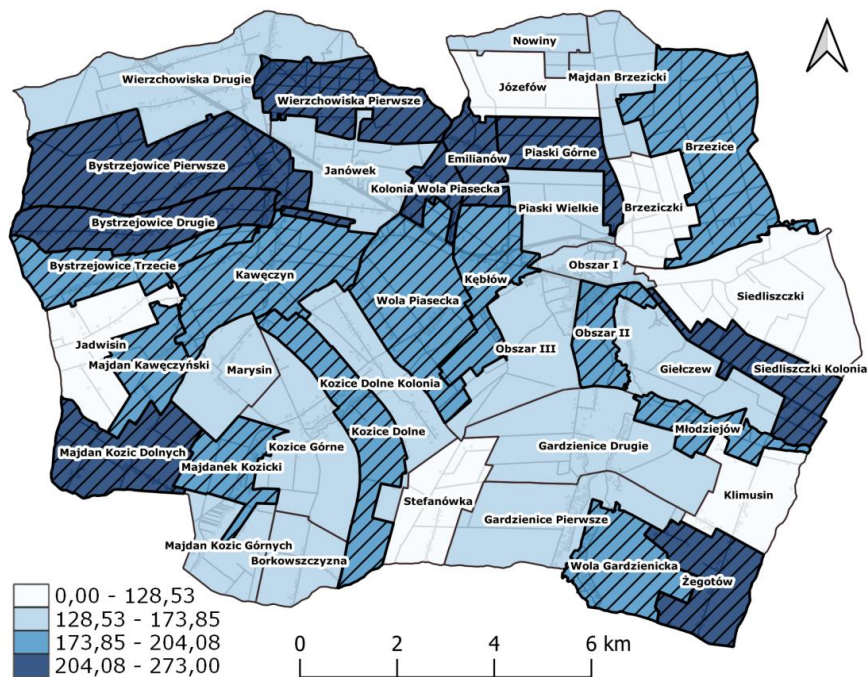 Nowiny
Wierzchowiska Drugie
Majdan Brzezicki
Józefów
Wierzchowiska Pierwsze
Brzezice
Emilianów
Piaski Górne
Bystrzejowice Pierwsze
Janówek
Kolonia Wola Piasecka
Piaski Wielkie
Brzeziczki
Bystrzejowice Drugie
Bystrzejowice Trzecie
Obszar I
Kawęczyn
Kębłów
Wola Piasecka
Siedliszczki
Obszar II
Jadwisin
Obszar III
Majdan Kawęczyński
Marysin
Giełczew
Siedliszczki Kolonia
Kozice Dolne Kolonia
Młodziejów
Kozice Dolne
Gardzienice Drugie
Kozice Górne
Majdan Kozic Dolnych
Majdanek Kozicki
Stefanówka
Klimusin
Gardzienice Pierwsze
Majdan Kozic Górnych
Borkowszczyzna
Wola Gardzienicka
Żegotów
0,00 - 128,53
128,53 - 173,85
173,85 - 204,08
204,08 - 273,00
0 2 4 6 km